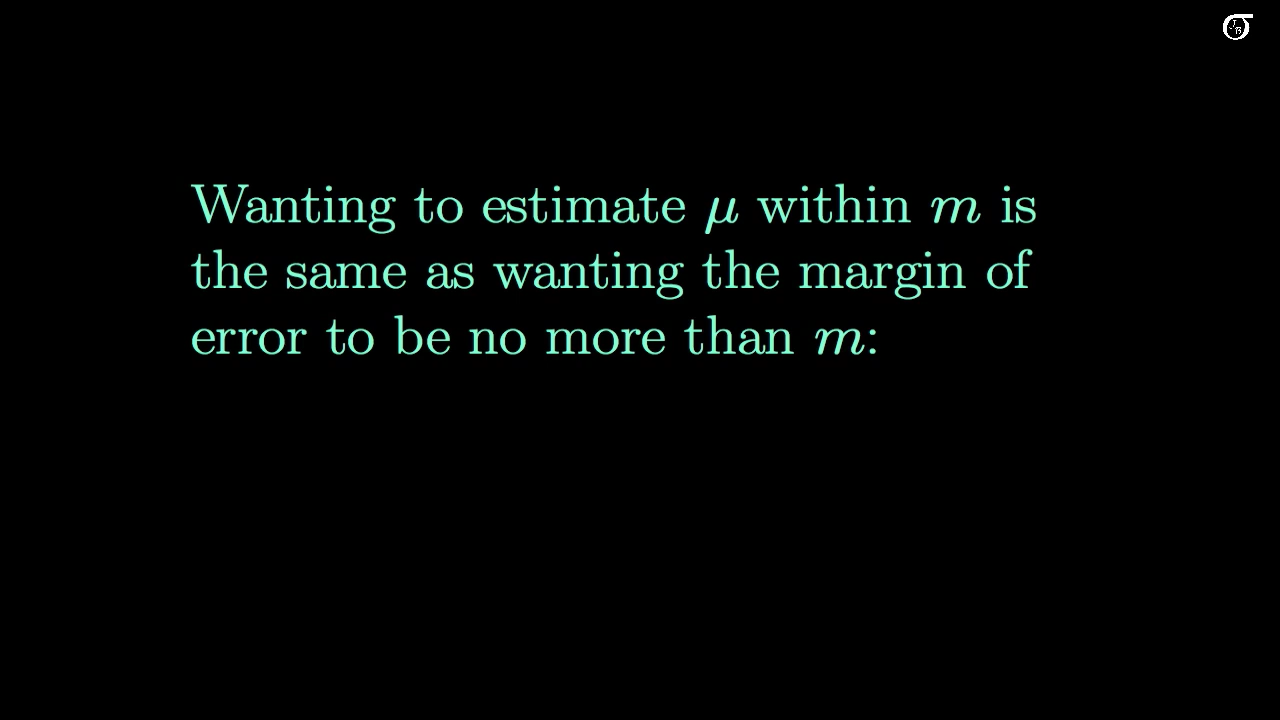 Wanting to estimate μ within m is
the same as wanting the margin of
error to be no more than m: